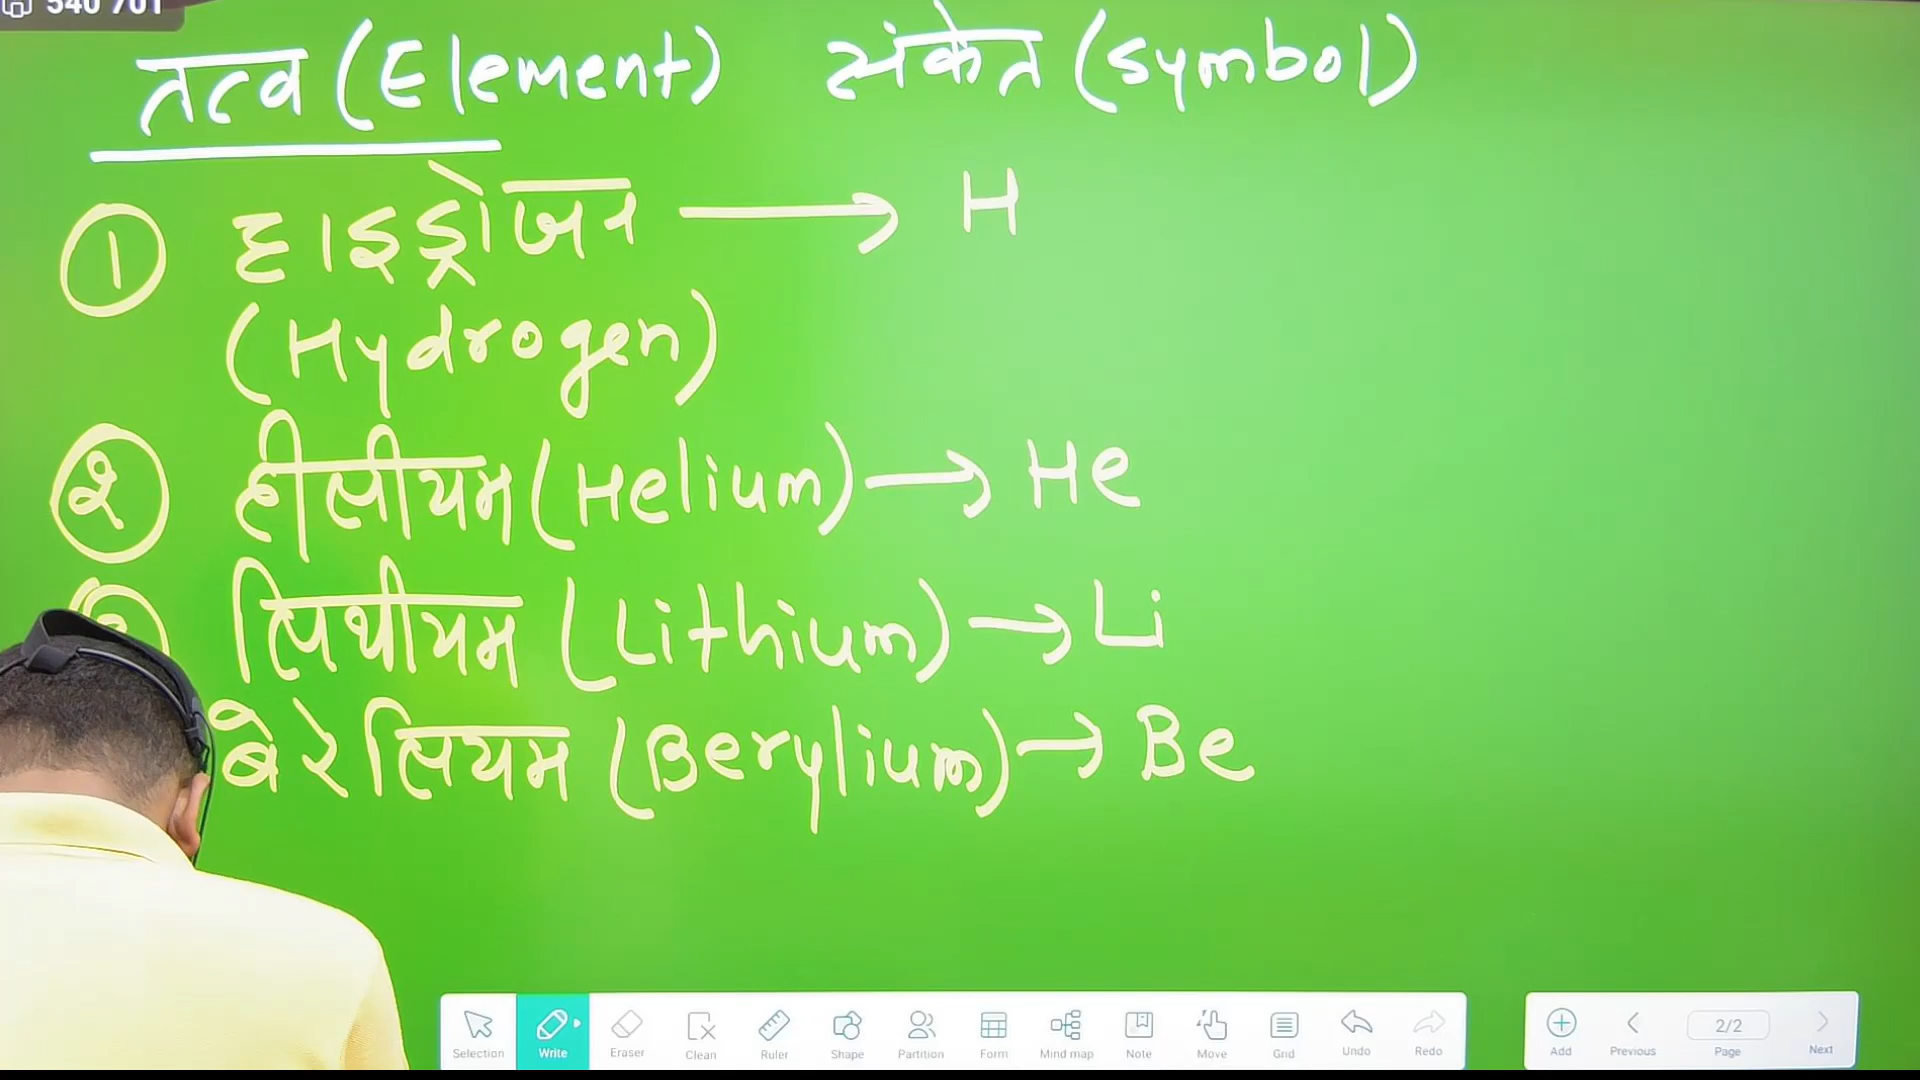 तत्व (Element) संकेत (Symbol)
① हाइड्रोजन → H
(Hydrogen)
② हीलीयम (Helium) → He
लिथीयम (Lithium) → Li
बेरेलियम (Berylium) → Be
Selection Write Eraser Clean Ruler Shape Partition Form Mind map Note Move Grid Undo Redo
Add Previous 2/2 Page Next